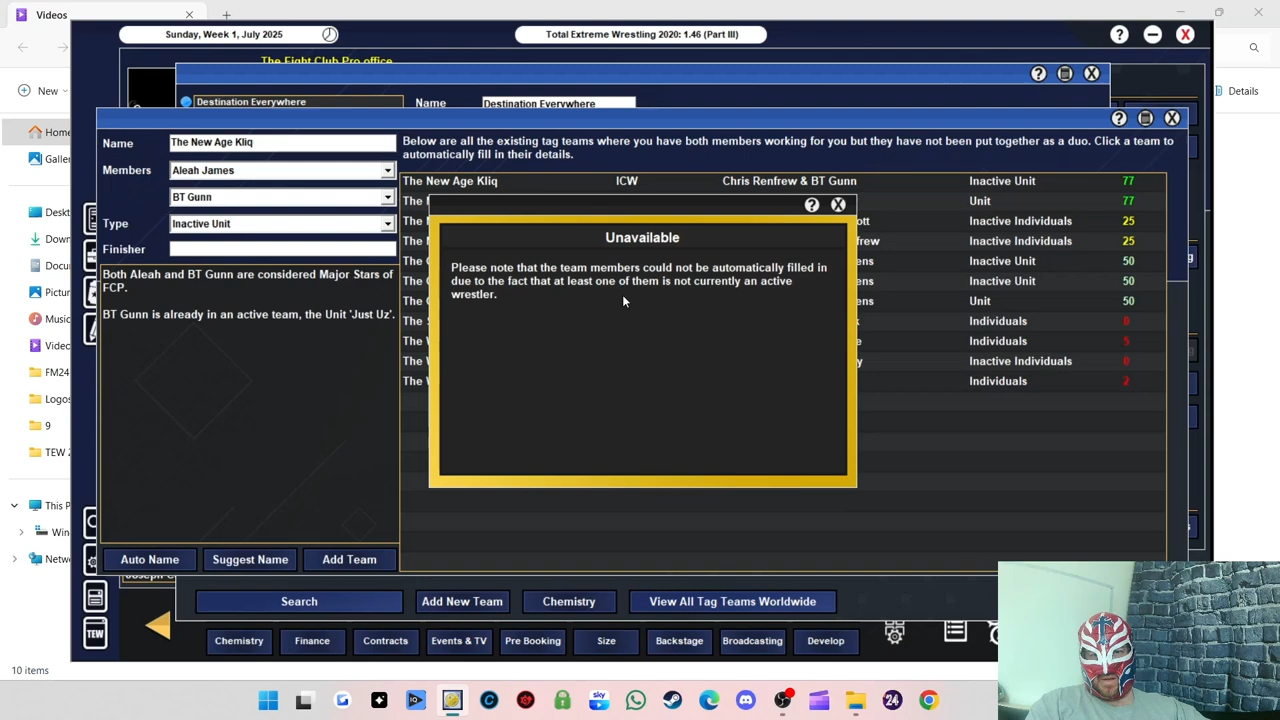 Videos
Sunday, Week 1, July 2025
Total Extreme Wrestling 2020: 1.46 (Part III)
The Fight Club Pro office
Destination Everywhere
Name
Destination Everywhere
New
Details
Home
Name
The New Age Kliq
Below are all the existing tag teams where you have both members working for you but they have not been put together as a duo. Click a team to
automatically fill in their details.
Members
Aleah James
The New Age Kliq
ICW
Chris Renfrew & BT Gunn
Inactive Unit
77
BT Gunn
Unit
77
Type
Inactive Unit
Inactive Individuals
25
Finisher
Unavailable
Inactive Individuals
25
Unit
50
Unit
50
Unit
50
Individuals
0
Individuals
5
Inactive Individuals
0
Individuals
2
Please note that the team members could not be automatically filled in
due to the fact that at least one of them is not currently an active
wrestler.
Both Aleah and BT Gunn are considered Major Stars of
FCP.
BT Gunn is already in an active team, the Unit 'Just Uz'.
Music
FM24
Logos
9
TEW 2
This P
Auto Name
Suggest Name
Add Team
Search
Add New Team
Chemistry
View All Tag Teams Worldwide
TEW
Chemistry
Finance
Contracts
Events & TV
Pre Booking
Size
Backstage
Broadcasting
Develop
10 items
sky
24